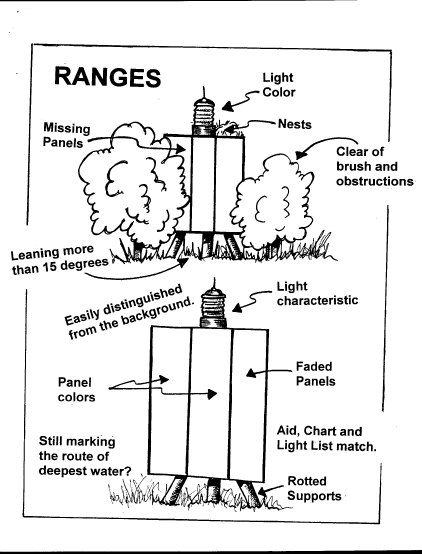 RANGES
Light
Color
Missing
Panels
Nests
Clear of
brush and
obstructions
Leaning more
than 15 degrees
Easily distinguished
from the background.
Light
characteristic
Panel
colors
Faded
Panels
Aid, Chart and
Light List match.
Still marking
the route of
deepest water?
Rotted
Supports